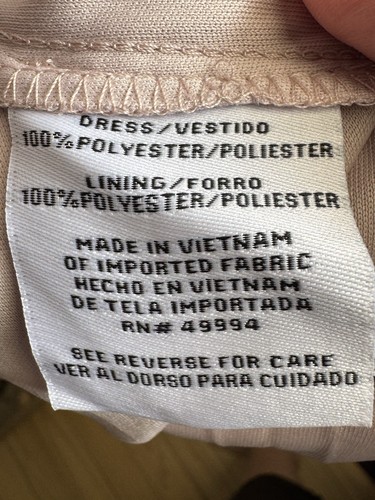 DRESS/VESTIDO
100% POLYESTER/POLIESTER
LINING/FORRO
100% POLYESTER/POLIESTER
MADE IN VIETNAM
OF IMPORTED FABRIC
HECHO EN VIETNAM
DE TELA IMPORTADA
RN# 49994
SEE REVERSE FOR CARE
VER AL DORSO PARA CUIDADO